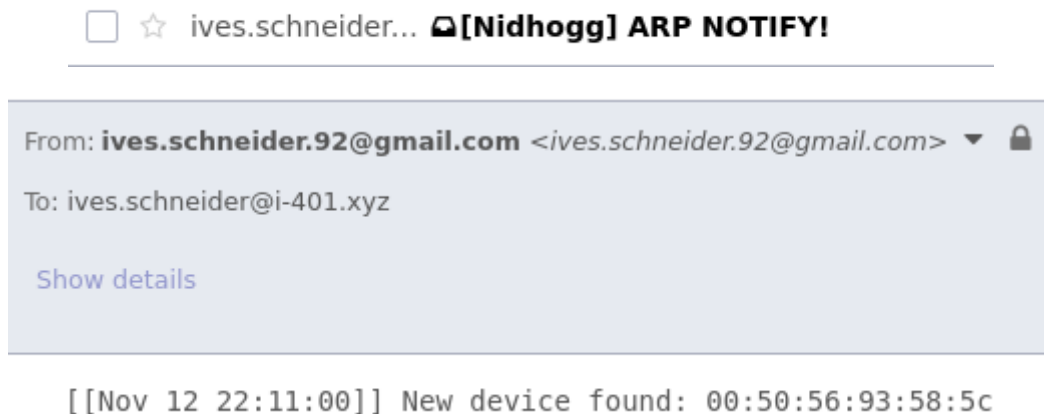 ives.schneider... [Nidhogg] ARP NOTIFY!
From: ives.schneider.92@gmail.com <ives.schneider.92@gmail.com>
To: ives.schneider@i-401.xyz
Show details
[[Nov 12 22:11:00]] New device found: 00:50:56:93:58:5c